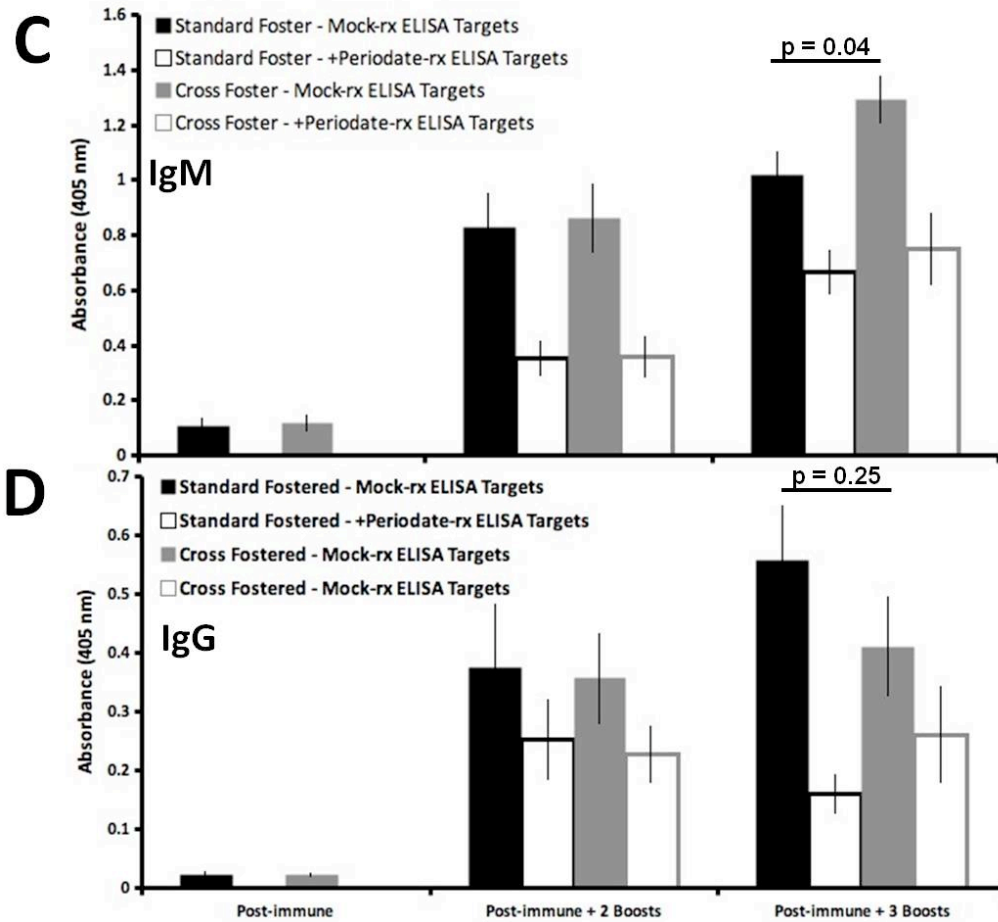 C
1.6
1.4
1.2
1
0.8
0.6
0.4
0.2
0
Absorbance (405 nm)
Standard Foster - Mock-rx ELISA Targets
Standard Foster - +Periodate-rx ELISA Targets
Cross Foster - Mock-rx ELISA Targets
Cross Foster - +Periodate-rx ELISA Targets
IgM
p = 0.04
D
0.7
0.6
0.5
0.4
0.3
0.2
0.1
0
Absorbance (405 nm)
Standard Fostered - Mock-rx ELISA Targets
Standard Fostered - +Periodate-rx ELISA Targets
Cross Fostered - Mock-rx ELISA Targets
Cross Fostered - Mock-rx ELISA Targets
IgG
p = 0.25
Post-immune
Post-immune + 2 Boosts
Post-immune + 3 Boosts